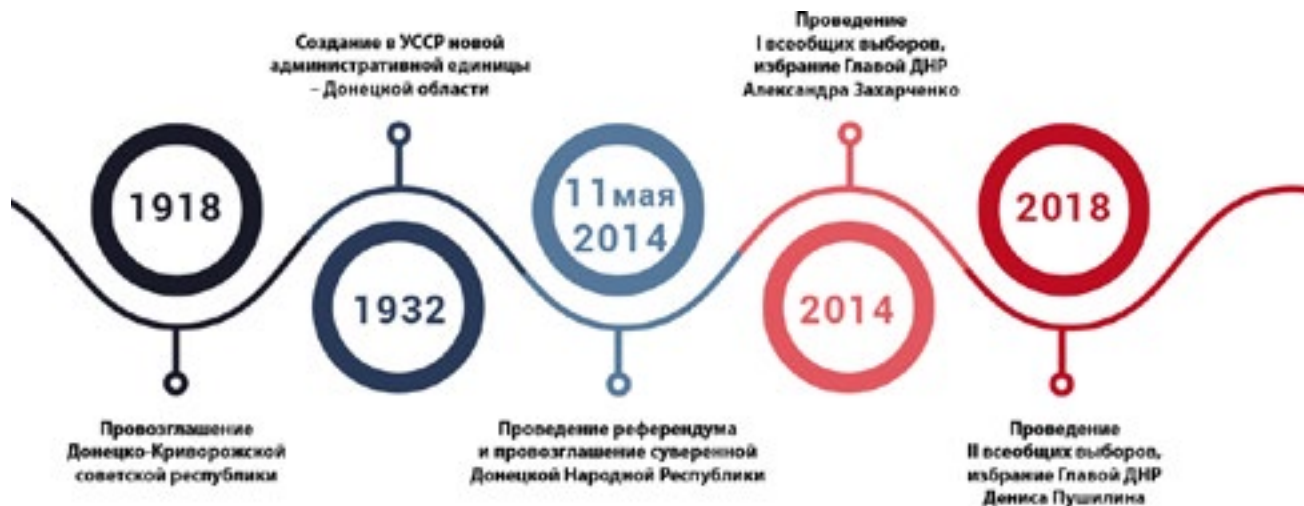 1918
Провозглашение
Донецко-Криворожской
советской республики
Создание в УССР новой
административной единицы
– Донецкой области
1932
11 мая
2014
Проведение референдума
и провозглашение суверенной
Донецкой Народной Республики
Проведение
I всеобщих выборов,
избрание Главой ДНР
Александра Захарченко
2014
2018
Проведение
II всеобщих выборов,
избрание Главой ДНР
Дениса Пушилина